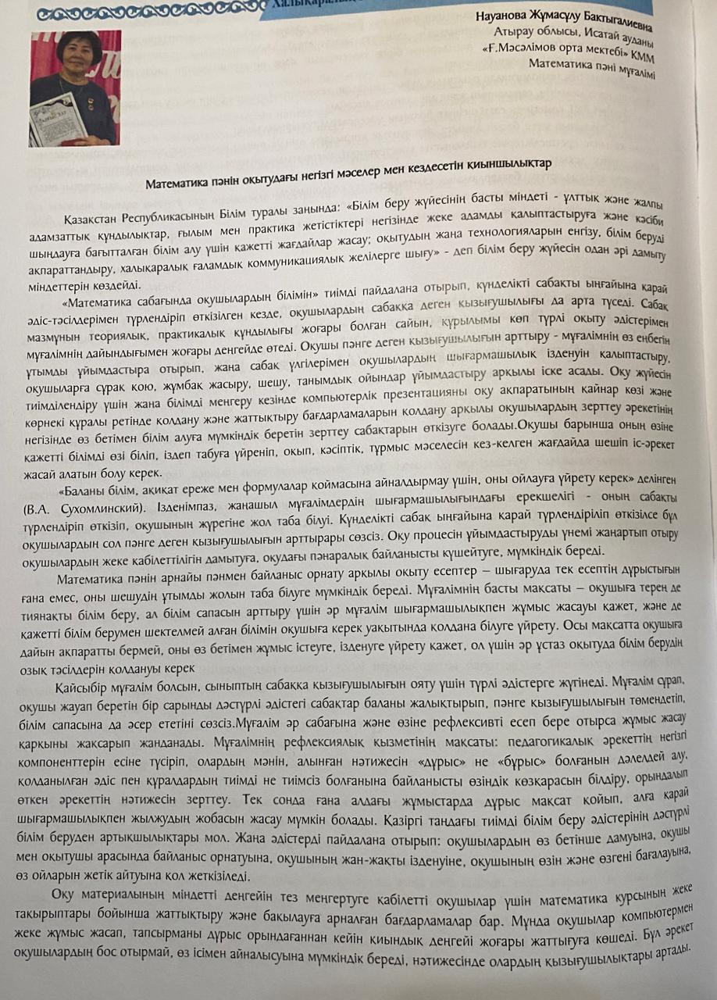 Халықаралық
Науанова Жұмасұлу Бактыгалиевна
Атырау облысы, Исатай ауданы
«Ғ.Мәсәлімов орта мектебі» КММ
Математика пәні мұғалімі
Математика пәнін оқытудағы негізгі мәселер мен кездесетін қиыншылықтар
Қазақстан Республикасының Білім туралы заңында: «Білім беру жүйесінің басты міндеті - ұлттық және жалпы
адамзаттық құндылықтар, ғылым мен практика жетістіктері негізінде жеке адамды қалыптастыруға және кәсіби
шыңдауға бағытталған білім алу үшін қажетті жағдайлар жасау; оқытудың жаңа технологияларын енгізу, білім беруді
ақпараттандыру, халықаралық ғаламдық коммуникациялық желілерге шығу» - деп білім беру жүйесін одан әрі дамыту
міндеттерін көздейді.
«Математика сабағында оқушылардың білімін» тиімді пайдалана отырып, күнделікті сабақты ыңғайына қарай
әдіс-тәсілдерімен түрлендіріп өткізілген кезде, оқушылардың сабаққа деген қызығушылығы да арта түседі. Сабақ
мазмұнын теориялық, практикалық құндылығы жоғары болған сайын, құрылымы көп түрлі оқыту әдістерімен
мұғалімнің дайындығымен жоғары деңгейде өтеді. Оқушы пәнге деген қызығушылығын арттыру - мұғалімнің өз еңбегін
ұтымды ұйымдастыра отырып, жаңа сабақ үлгілерімен оқушылардың шығармашылық ізденуін қалыптастыру,
оқушыларға сұрақ қою, жұмбақ жасыру, шешу, танымдық ойындар ұйымдастыру арқылы іске асады. Оқу жүйесін
тиімділендіру үшін жаңа білімді меңгеру кезінде компьютерлік презентацияны оқу ақпаратының қайнар көзі және
көрнекі құралы ретінде қолдану және жаттықтыру бағдарламаларын қолдану арқылы оқушылардың зерттеу әрекетінің
негізінде өз бетімен білім алуға мүмкіндік беретін зерттеу сабақтарын өткізуге болады.Оқушы барынша оның өзіне
қажетті білімді өзі біліп, іздеп табуға үйреніп, оқып, кәсіптік, тұрмыс мәселесін кез-келген жағдайда шешіп іс-әрекет
жасай алатын болу керек.
«Баланы білім, ақиқат ереже мен формулалар қоймасына айналдырмау үшін, оны ойлауға үйрету керек» делінген
(В.А. Сухомлинский). Ізденімпаз, жаңашыл мұғалімдердің шығармашылығындағы ерекшелігі - оның сабақты
түрлендіріп өткізіп, оқушының жүрегіне жол таба білуі. Күнделікті сабақ ыңғайына қарай түрлендіріліп өткізілсе бұл
оқушылардын сол пәнге деген қызығушылығын арттырары сөзсіз. Оқу процесін ұйымдастыруды үнемі жаңартып отыру
оқушылардың жеке қабілеттілігін дамытуға, оқудағы пәнаралық байланысты күшейтуге, мүмкіндік береді.
Математика пәнін арнайы пәнмен байланыс орнату арқылы оқыту есептер – шығаруда тек есептің дұрыстығын
ғана емес, оны шешудің ұтымды жолын таба білуге мүмкіндік береді. Мұғалімнің басты мақсаты – оқушыға терең де
тиянақты білім беру, ал білім сапасын арттыру үшін әр мұғалім шығармашылықпен жұмыс жасауы қажет, және де
қажетті білім берумен шектелмей алған білімін оқушыға керек уақытында қолдана білуге үйрету. Осы мақсатта оқушыға
дайын ақпаратты бермей, оны өз бетімен жұмыс істеуге, ізденуге үйрету қажет, ол үшін әр ұстаз оқытуда білім берудің
озық тәсілдерін қолдануы керек
Қайсыбір мұғалім болсын, сыныптың сабаққа қызығушылығын ояту үшін түрлі әдістерге жүгінеді. Мұғалім сұрап,
оқушы жауап беретін бір сарынды дәстүрлі әдістегі сабақтар баланы жалықтырып, пәнге қызығушылығын төмендетіп,
білім сапасына да әсер ететіні сөзсіз.Мұғалім әр сабағына және өзіне рефлексивті есеп бере отырса жұмыс жасау
қарқыны жақсарып жанданады. Мұғалімнің рефлексиялық қызметінің мақсаты: педагогикалық әрекеттің негізгі
компоненттерін есіне түсіріп, олардың мәнін, алынған нәтижесін «дұрыс» не «бұрыс» болғанын дәлелдей алу,
қолданылған әдіс пен құралдардың тиімді не тиімсіз болғанына байланысты өзіндік көзқарасын білдіру, орындалып
өткен әрекеттің нәтижесін зерттеу. Тек сонда ғана алдағы жұмыстарда дұрыс мақсат қойып, алға қарай
шығармашылықпен жылжудың жобасын жасау мүмкін болады. Қазіргі таңдағы тиімді білім беру әдістерінің дәстүрлі
білім беруден артықшылықтары мол. Жаңа әдістерді пайдалана отырып: оқушылардың өз бетінше дамуына, оқушы
мен оқытушы арасында байланыс орнатуына, оқушының жан-жақты ізденуіне, оқушының өзін және өзгені бағалауына,
өз ойларын жетік айтуына қол жеткізіледі.
Оқу материалының міндетті деңгейін тез меңгертуге қабілетті оқушылар үшін математика курсының жеке
тақырыптары бойынша жаттықтыру және бақылауға арналған бағдарламалар бар. Мұнда оқушылар компьютермен
жеке жұмыс жасап, тапсырманы дұрыс орындағаннан кейін қиындық деңгейі жоғары жаттығуға көшеді. Бұл әрекет
оқушылардың бос отырмай, өз ісімен айналысуына мүмкіндік береді, нәтижесінде олардың қызығушылықтары артады.